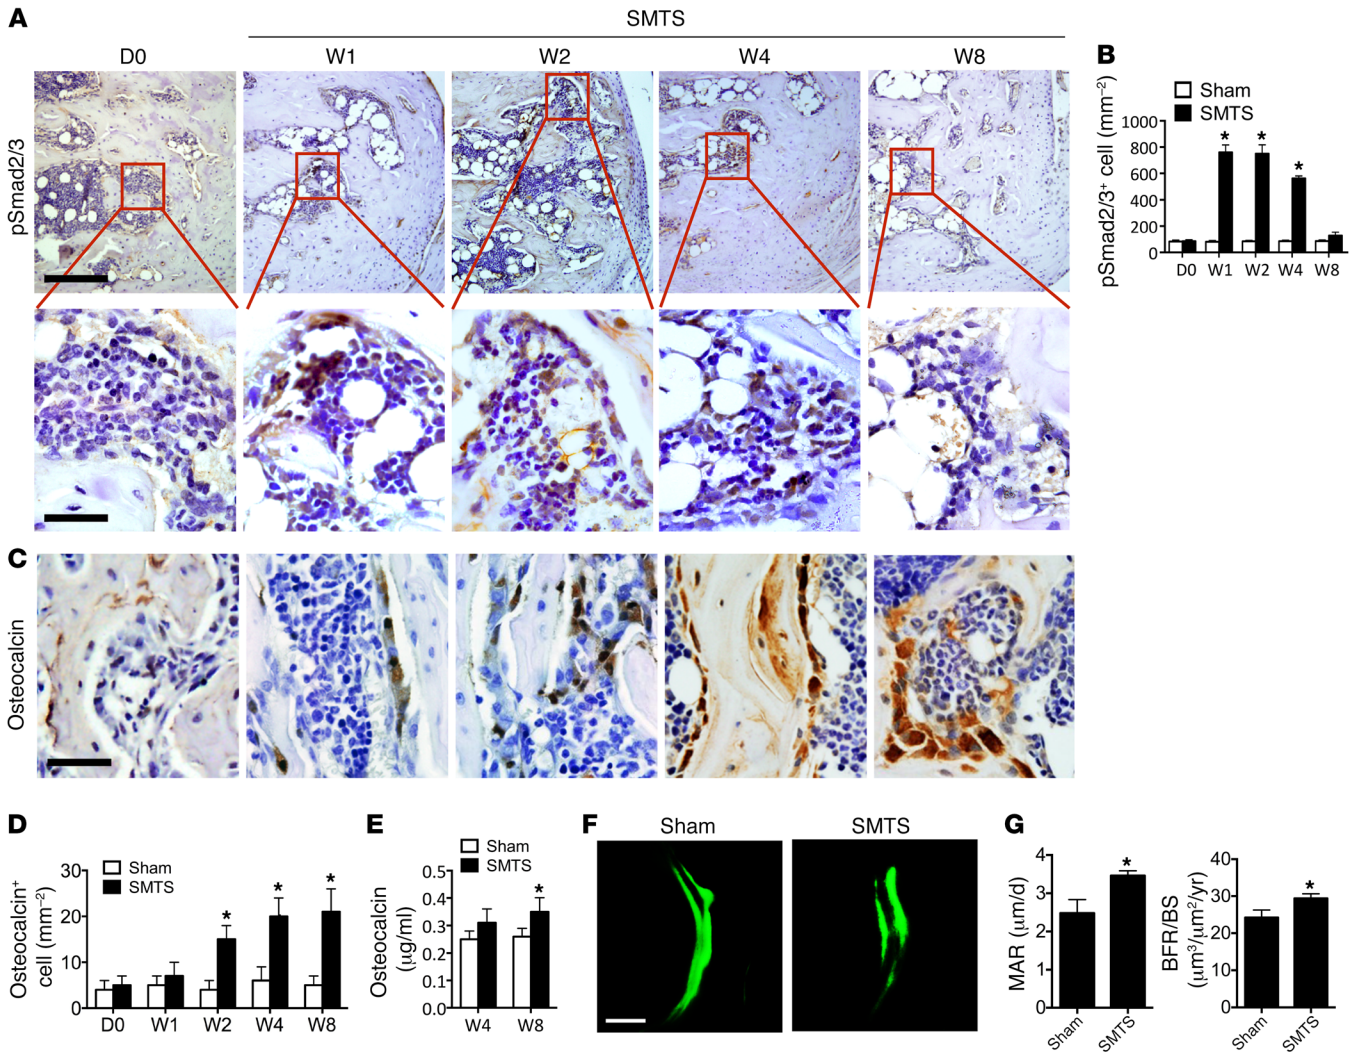 A
SMTS
D0 W1 W2 W4 W8
pSmad2/3
B
Sham
SMTS
pSmad2/3+ cell (mm−2)
1000
800
600
400
200
0
D0 W1 W2 W4 W8
* * *
C
Osteocalcin
D
Sham
SMTS
Osteocalcin+
cell (mm−2)
30
20
10
0
* * *
D0 W1 W2 W4 W8
E
Sham
SMTS
Osteocalcin
(μg/ml)
0.5
0.4
0.3
0.2
0.1
0.0
*
W4 W8
F
Sham SMTS
G
MAR (μm/d)
4
3
2
1
0
*
Sham SMTS
BFR/BS
(μm3/μm2/yr)
40
30
20
10
0
*
Sham SMTS